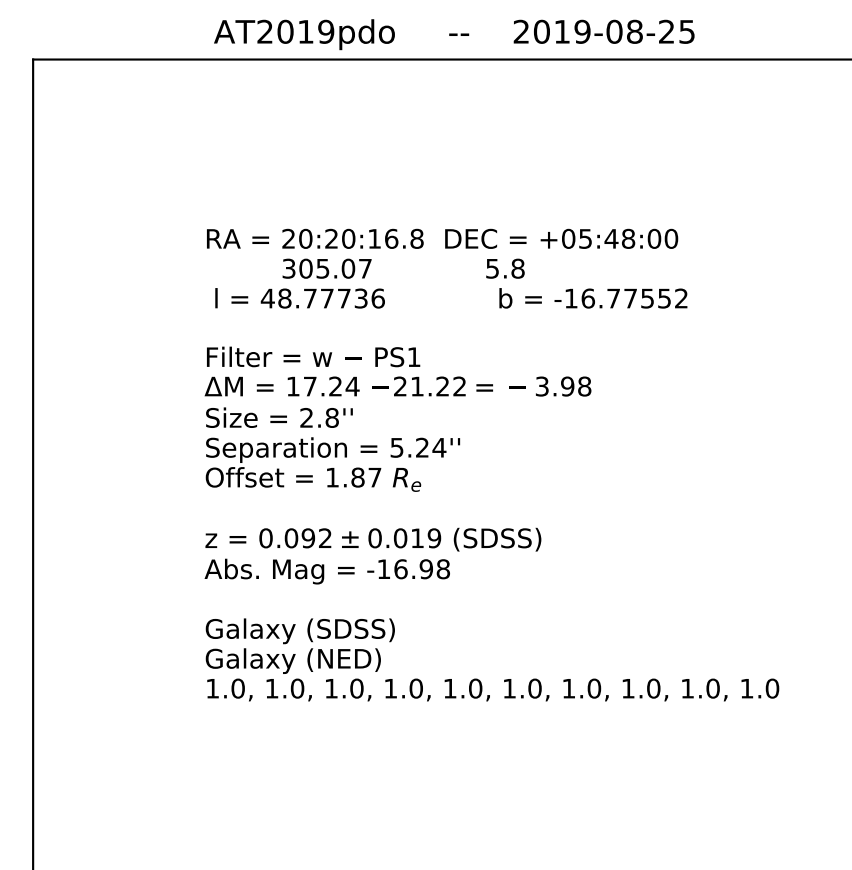 AT2019pdo -- 2019-08-25
RA = 20:20:16.8 DEC = +05:48:00
305.07 5.8
l = 48.77736 b = -16.77552
Filter = w − PS1
ΔM = 17.24 −21.22 = − 3.98
Size = 2.8''
Separation = 5.24''
Offset = 1.87 Re
z = 0.092 ± 0.019 (SDSS)
Abs. Mag = -16.98
Galaxy (SDSS)
Galaxy (NED)
1.0, 1.0, 1.0, 1.0, 1.0, 1.0, 1.0, 1.0, 1.0, 1.0